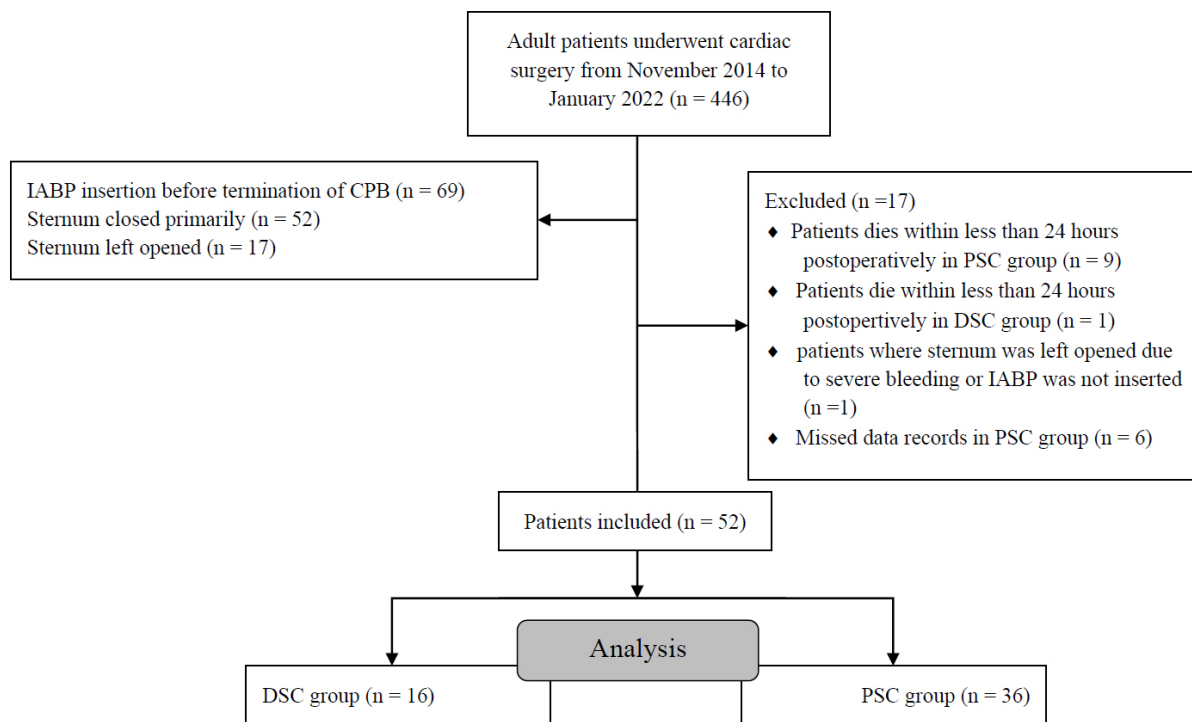 Adult patients underwent cardiac
surgery from November 2014 to
January 2022 (n = 446)
IABP insertion before termination of CPB (n = 69)
Sternum closed primarily (n = 52)
Sternum left opened (n = 17)
Excluded (n =17)
♦ Patients dies within less than 24 hours
postoperatively in PSC group (n = 9)
♦ Patients die within less than 24 hours
postopertively in DSC group (n = 1)
♦ patients where sternum was left opened due
to severe bleeding or IABP was not inserted
(n =1)
♦ Missed data records in PSC group (n = 6)
Patients included (n = 52)
Analysis
DSC group (n = 16)
PSC group (n = 36)